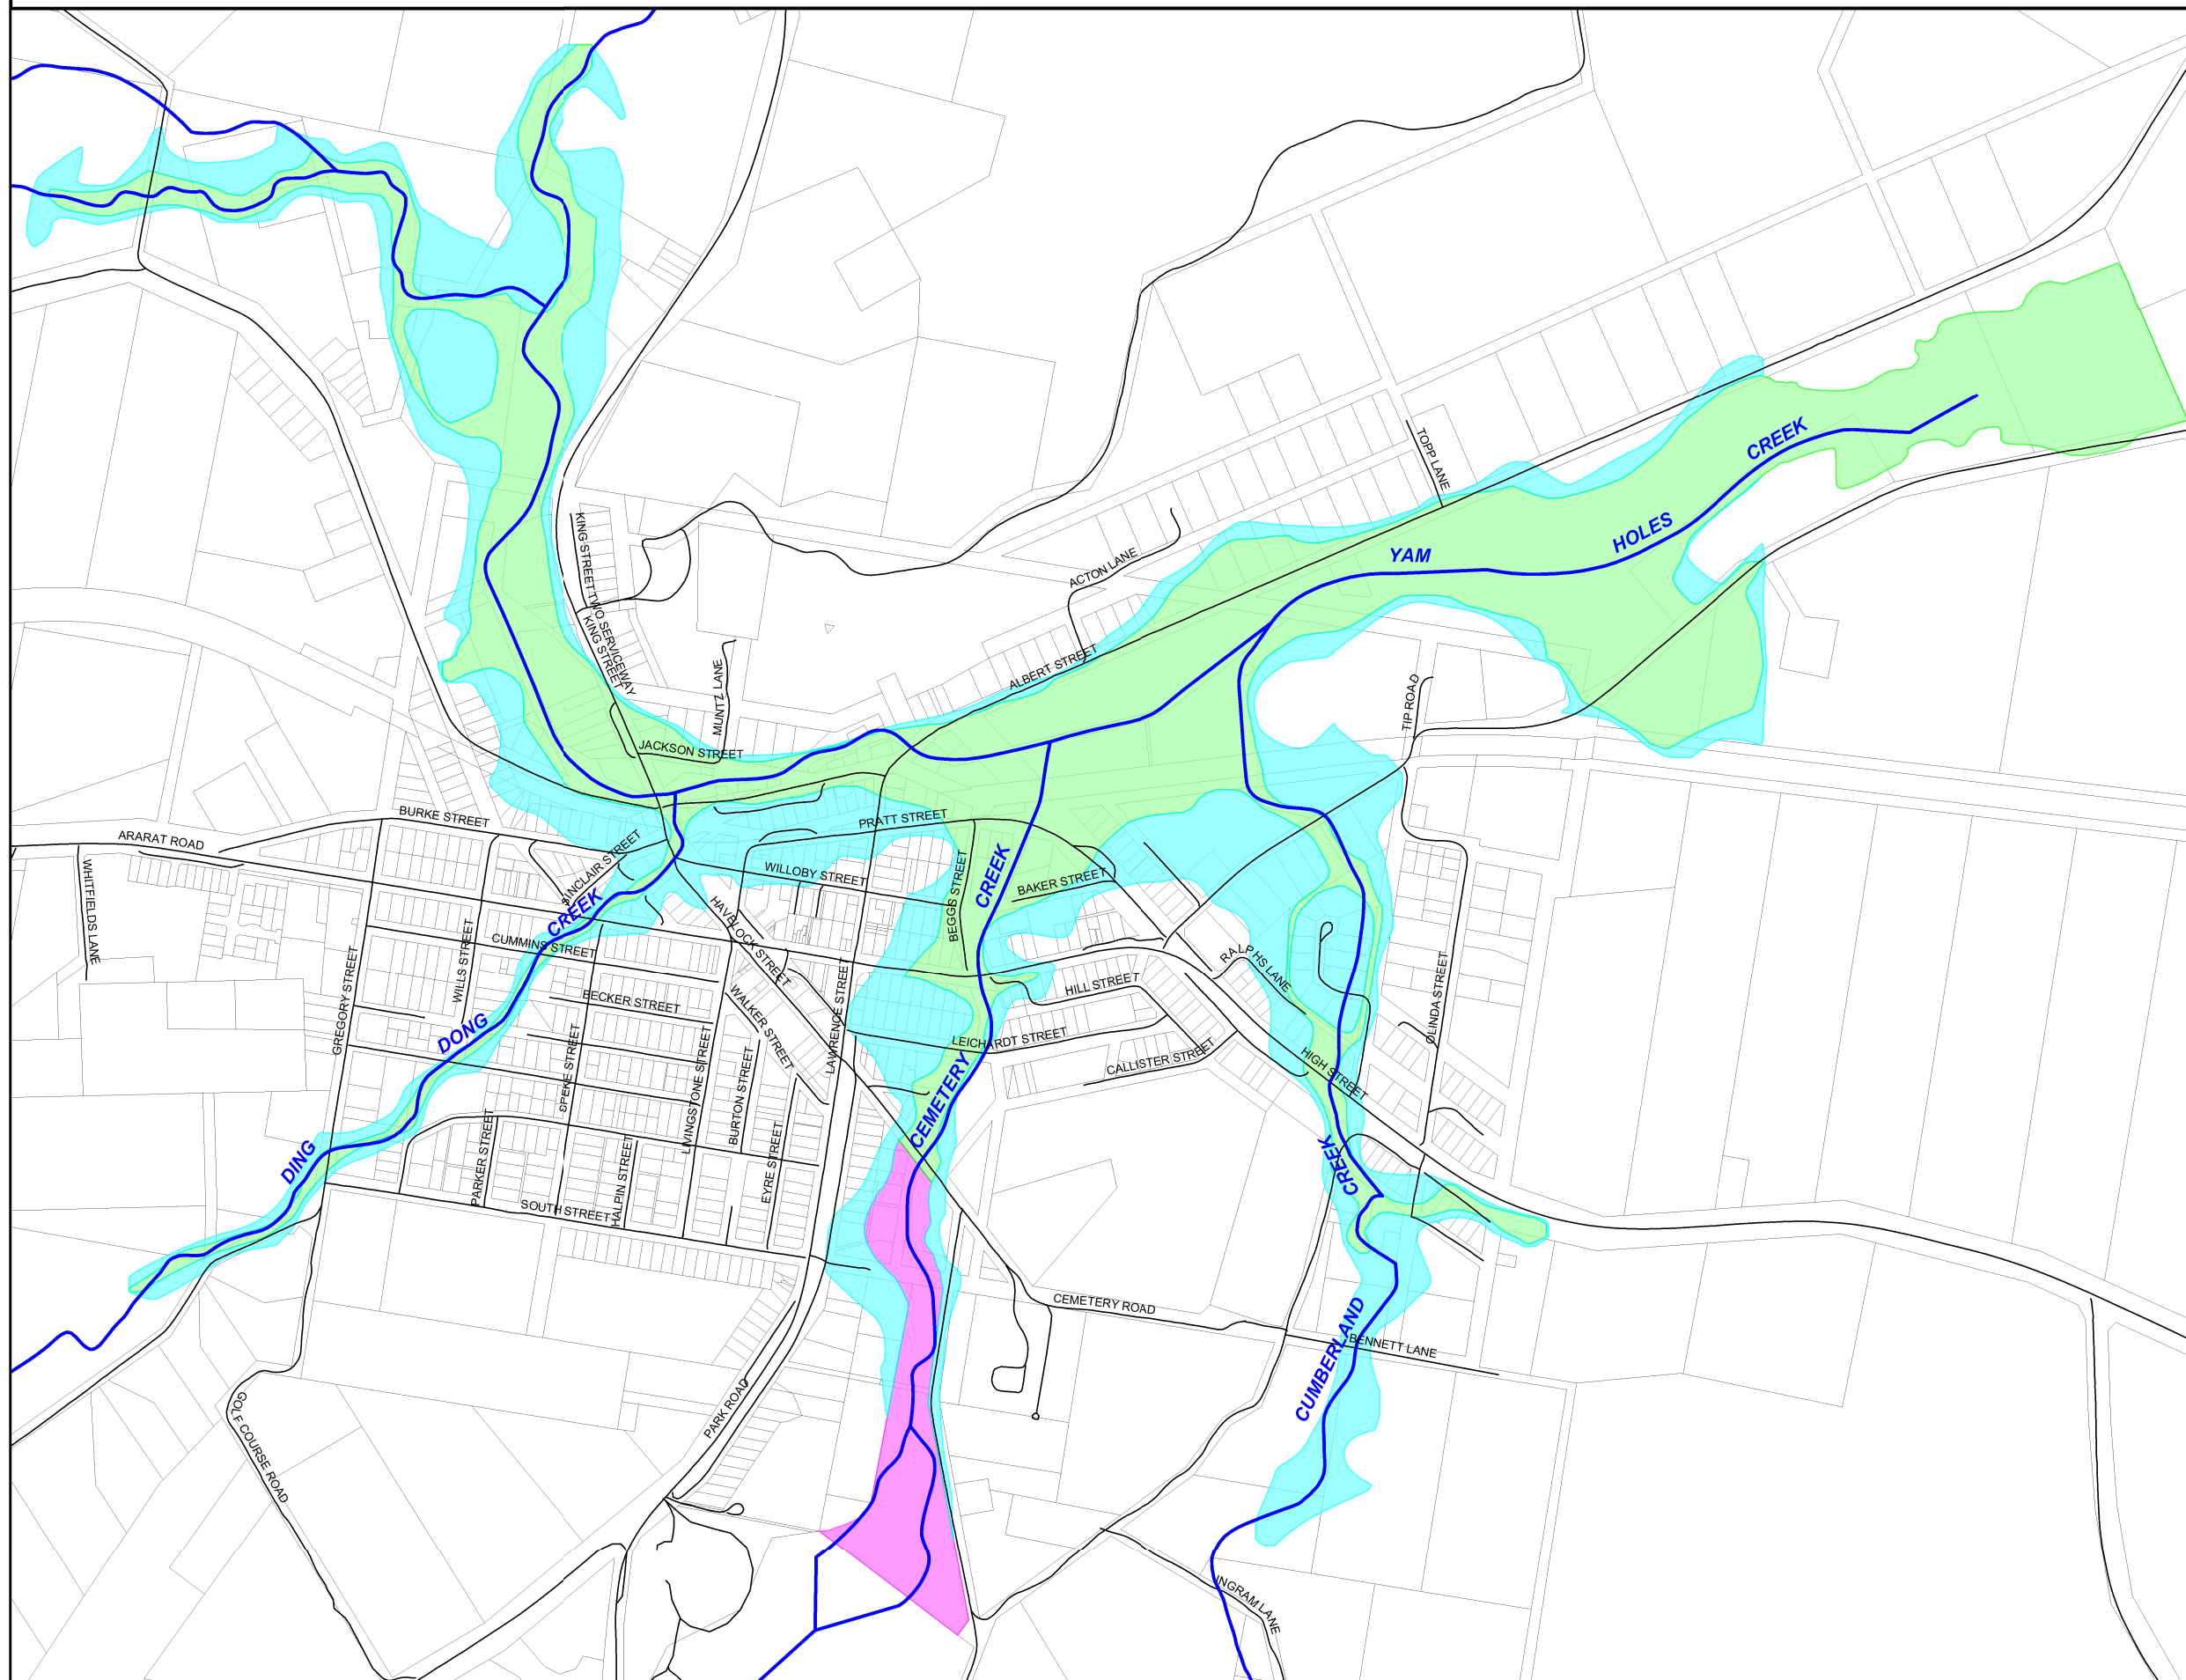 CREEK
HOLES
YAM
TOPP LANE
ACTON LANE
KING STREET TWO SERVICEWAY
KING STREET
ALBERT STREET
MUNTZ LANE
TIP ROAD
JACKSON STREET
BURKE STREET
PRATT STREET
ARARAT ROAD
SINCLAIR STREET
WILLOBY STREET
WHITFIELDS LANE
CREEK
BEGGS STREET
BAKER STREET
CREEK
HAVELOCK STREET
CUMMINS STREET
WILLS STREET
RALPHS LANE
HILL STREET
BECKER STREET
WALKER STREET
GREGORY STREET
DONG
LAWRENCE STREET
OLINDA STREET
LEICHARDT STREET
SPEKE STREET
LIVINGSTONE STREET
BURTON STREET
CALLISTER STREET
HIGH STREET
CEMETERY
DING
PARKER STREET
HALPIN STREET
EYRE STREET
CREEK
SOUTH STREET
CEMETERY ROAD
CUMBERLAND
BENNETT LANE
PARK ROAD
GOLF COURSE ROAD
INGRAM LANE